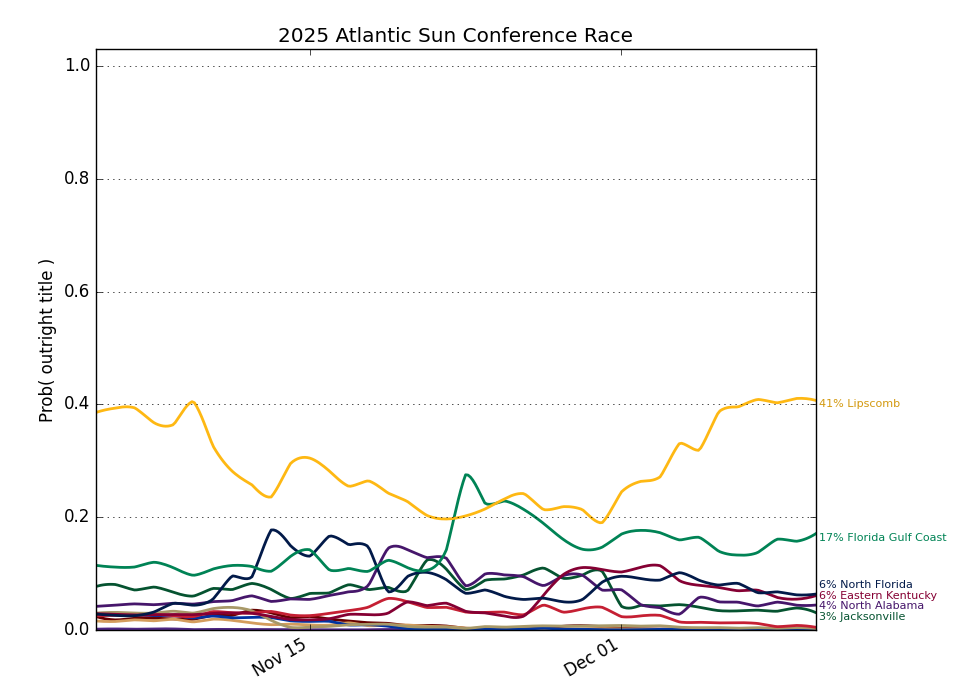 2025 Atlantic Sun Conference Race
Prob( outright title )
1.0
0.8
0.6
0.4
0.2
0.0
Nov 15
Dec 01
41% Lipscomb
17% Florida Gulf Coast
6% North Florida
6% Eastern Kentucky
4% North Alabama
3% Jacksonville